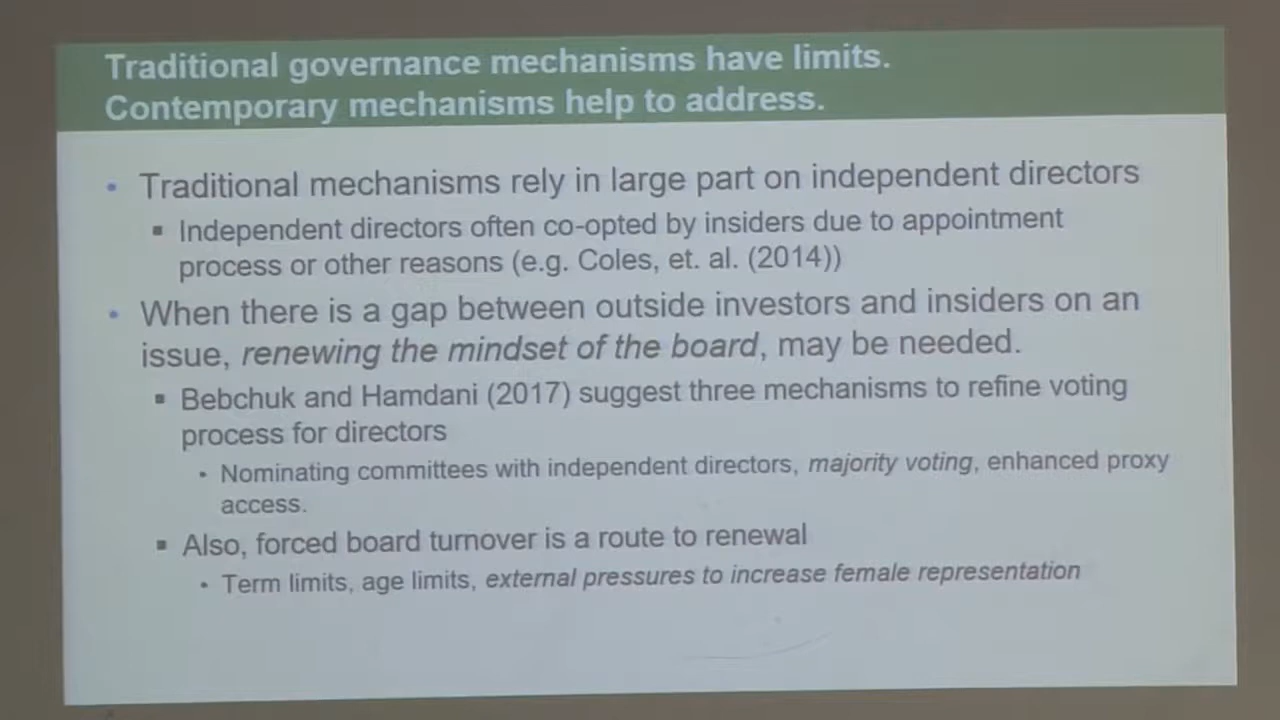 Traditional governance mechanisms have limits.
Contemporary mechanisms help to address.
• Traditional mechanisms rely in large part on independent directors
▪ Independent directors often co-opted by insiders due to appointment
process or other reasons (e.g. Coles, et. al. (2014))
• When there is a gap between outside investors and insiders on an
issue, renewing the mindset of the board, may be needed.
▪ Bebchuk and Hamdani (2017) suggest three mechanisms to refine voting
process for directors
• Nominating committees with independent directors, majority voting, enhanced proxy
access.
▪ Also, forced board turnover is a route to renewal
• Term limits, age limits, external pressures to increase female representation